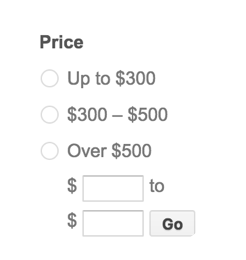 Price
Up to $300
$300 – $500
Over $500
$ to
$ Go